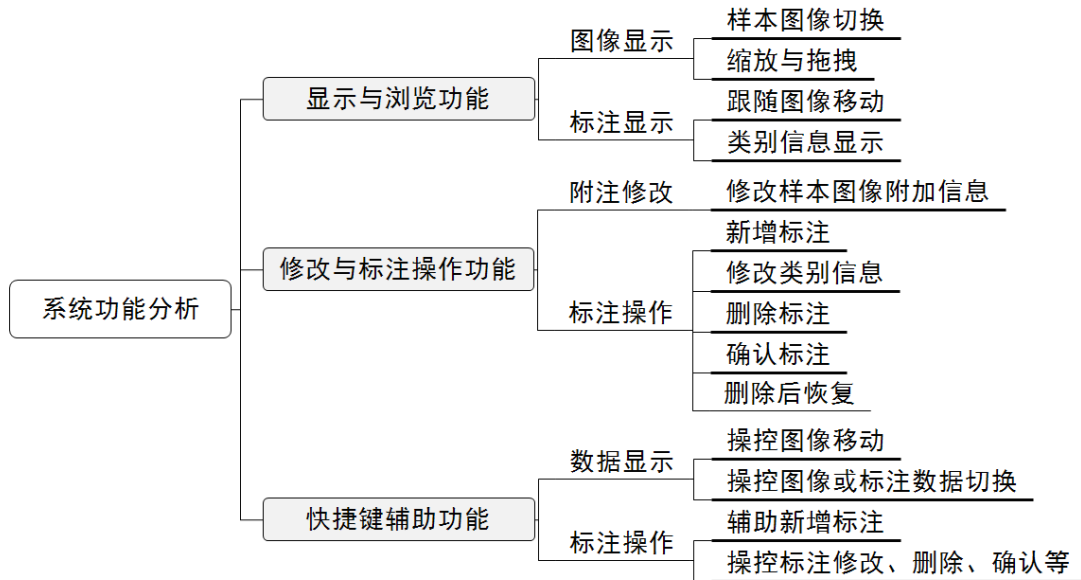 系统功能分析
显示与浏览功能
图像显示
样本图像切换
缩放与拖拽
标注显示
跟随图像移动
类别信息显示
修改与标注操作功能
附注修改
修改样本图像附加信息
标注操作
新增标注
修改类别信息
删除标注
确认标注
删除后恢复
快捷键辅助功能
数据显示
操控图像移动
操控图像或标注数据切换
标注操作
辅助新增标注
操控标注修改、删除、确认等